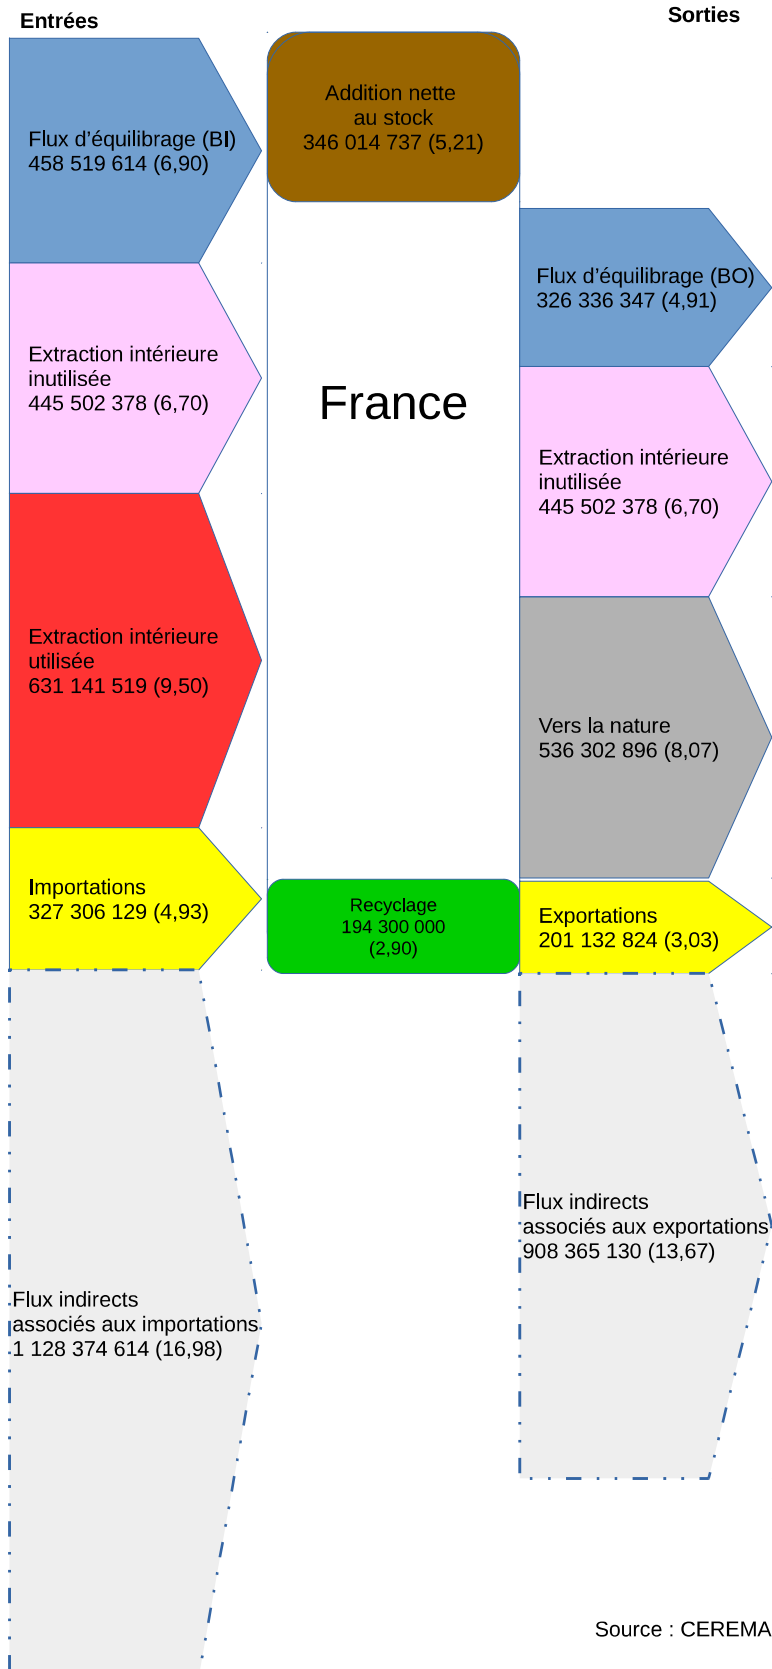 Entrées
Sorties
Flux d'équilibrage (BI)
458 519 614 (6,90)
Extraction intérieure
inutilisée
445 502 378 (6,70)
Extraction intérieure
utilisée
631 141 519 (9,50)
Importations
327 306 129 (4,93)
Flux indirects
associés aux importations
1 128 374 614 (16,98)
Addition nette
au stock
346 014 737 (5,21)
France
Recyclage
194 300 000
(2,90)
Flux d'équilibrage (BO)
326 336 347 (4,91)
Extraction intérieure
inutilisée
445 502 378 (6,70)
Vers la nature
536 302 896 (8,07)
Exportations
201 132 824 (3,03)
Flux indirects
associés aux exportations
908 365 130 (13,67)
Source : CEREMA